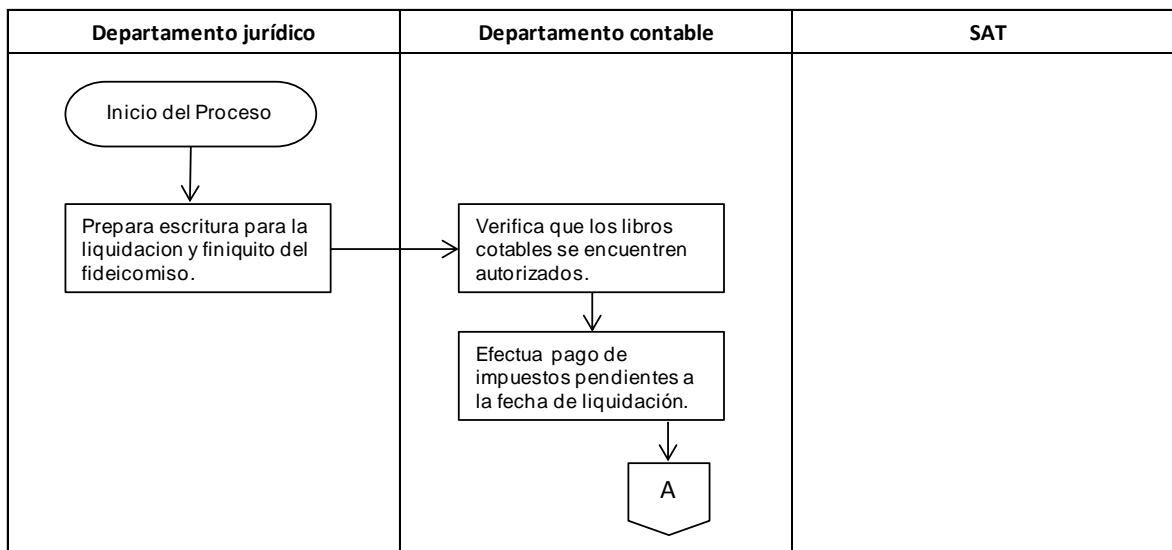 Departamento jurídico
Departamento contable
SAT
Inicio del Proceso
Prepara escritura para la
liquidacion y finiquito del
fideicomiso.
Verifica que los libros
cotables se encuentren
autorizados.
Efectua pago de
impuestos pendientes a
la fecha de liquidación.
A